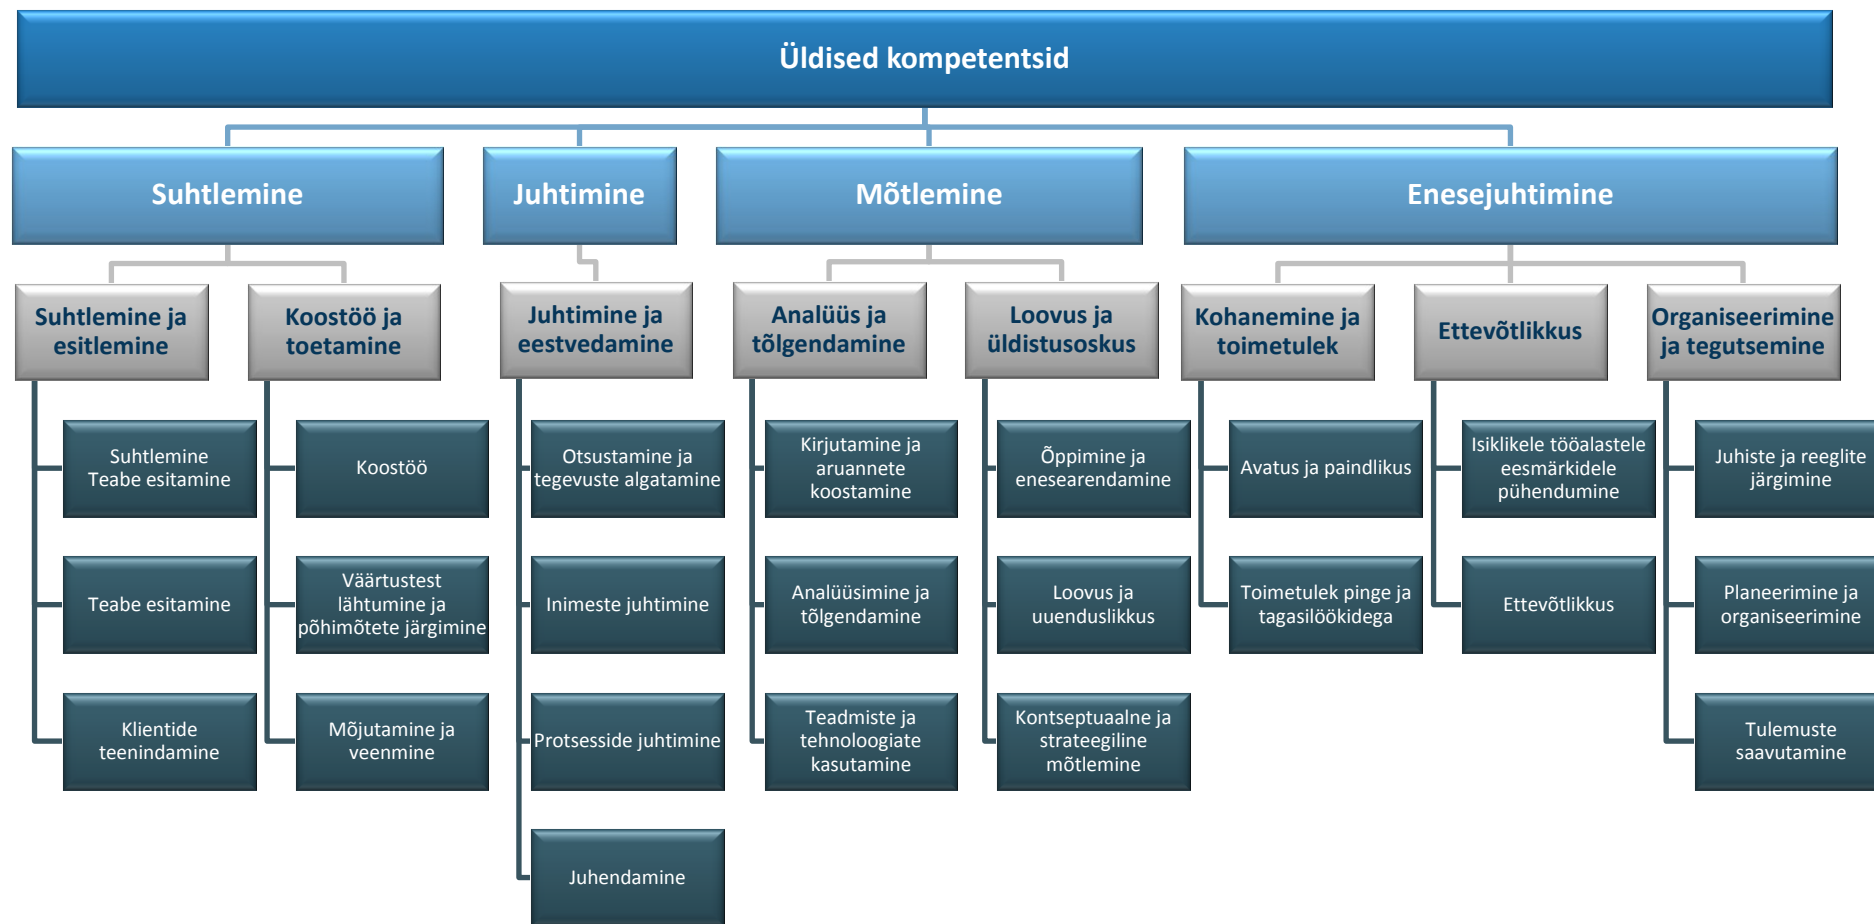 Üldised kompetentsid
Suhtlemine
Juhtimine
Mõtlemine
Enesejuhtimine
Suhtlemine ja
esitlemine
Koostöö ja
toetamine
Juhtimine ja
eestvedamine
Analüüs ja
tõlgendamine
Loovus ja
üldistusoskus
Kohanemine ja
toimetulek
Ettevõtlikkus
Organiseerimine
ja tegutsemine
Suhtlemine
Teabe esitamine
Koostöö
Otsustamine ja
tegevuste algatamine
Kirjutamine ja
aruannete
koostamine
Õppimine ja
enesearendamine
Avatus ja paindlikus
Isiklikele tööalastele
eesmärkidele
pühendumine
Juhiste ja reeglite
järgimine
Teabe esitamine
Väärtustest
lähtumine ja
põhimõtete järgimine
Inimeste juhtimine
Analüüsimine ja
tõlgendamine
Loovus ja
uuenduslikkus
Toimetulek pinge ja
tagasilöökidega
Ettevõtlikkus
Planeerimine ja
organiseerimine
Klientide
teenindamine
Mõjutamine ja
veenmine
Protsesside juhtimine
Teadmiste ja
tehnoloogiate
kasutamine
Kontseptuaalne ja
strateegiline
mõtlemine
Tulemuste
saavutamine
Juhendamine